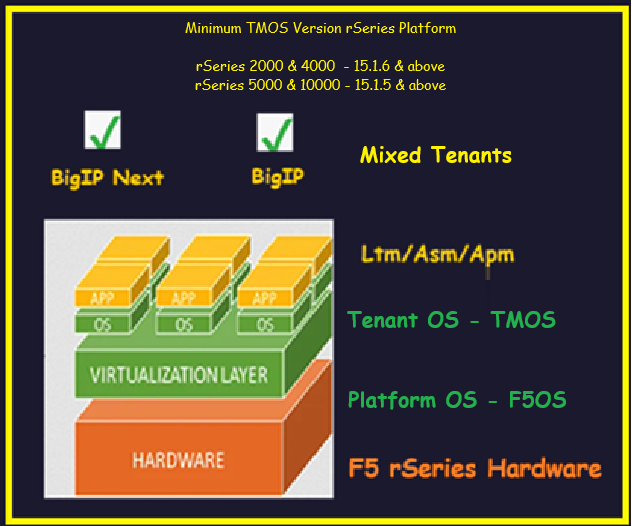 Minimum TMOS Version rSeries Platform
rSeries 2000 & 4000 - 15.1.6 & above
rSeries 5000 & 10000 - 15.1.5 & above
BigIP Next
BigIP
Mixed Tenants
Ltm/Asm/Apm
APP APP APP
OS OS OS
Tenant OS - TMOS
VIRTUALIZATION LAYER
Platform OS - F5OS
HARDWARE
F5 rSeries Hardware